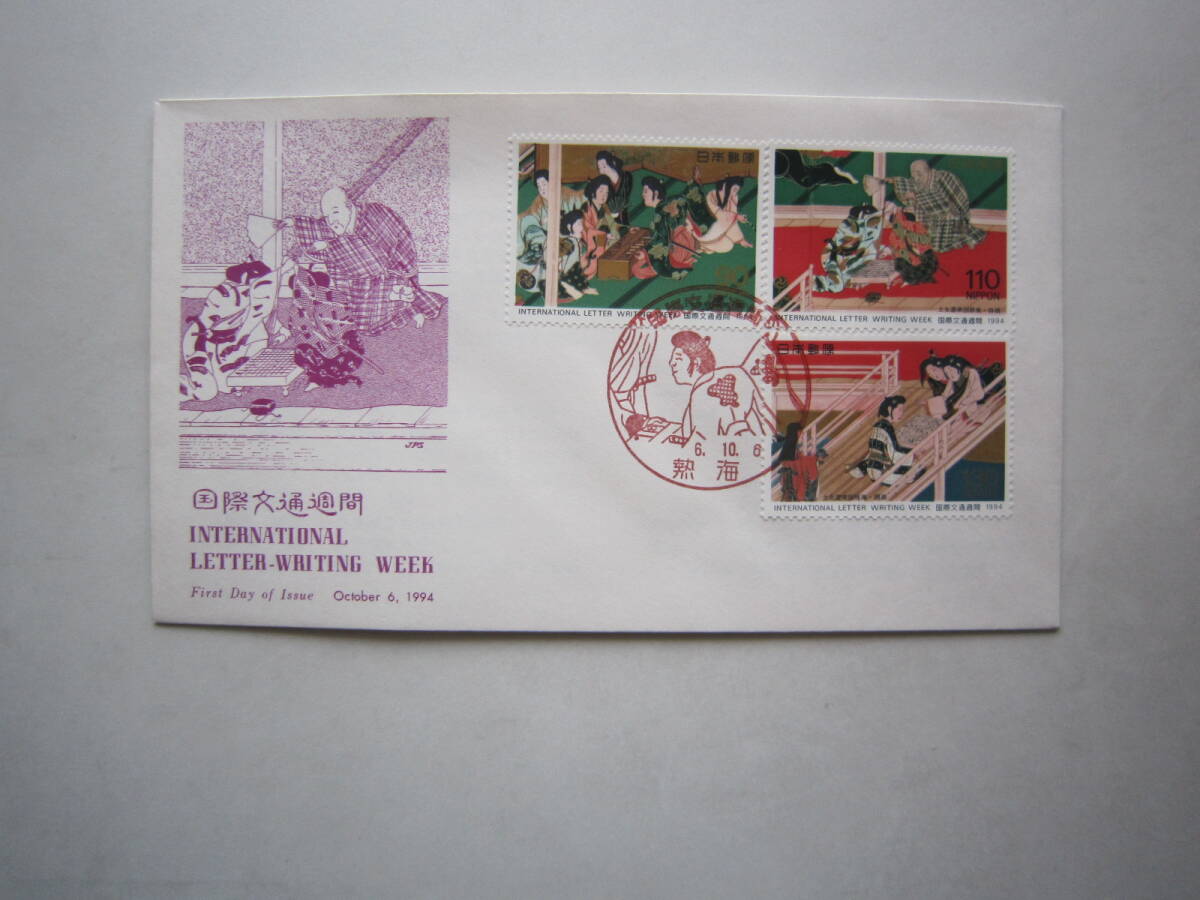 JPS
国際文通週間
INTERNATIONAL
LETTER-WRITING WEEK
First Day of Issue October 6, 1994
日本郵便
INTERNATIONAL LETTER WRITING WEEK 国際文通週間 1994
110
NIPPON
INTERNATIONAL LETTER WRITING WEEK 国際文通週間 1994
日本郵便
INTERNATIONAL LETTER WRITING WEEK 国際文通週間 1994
6.10.6
熱海